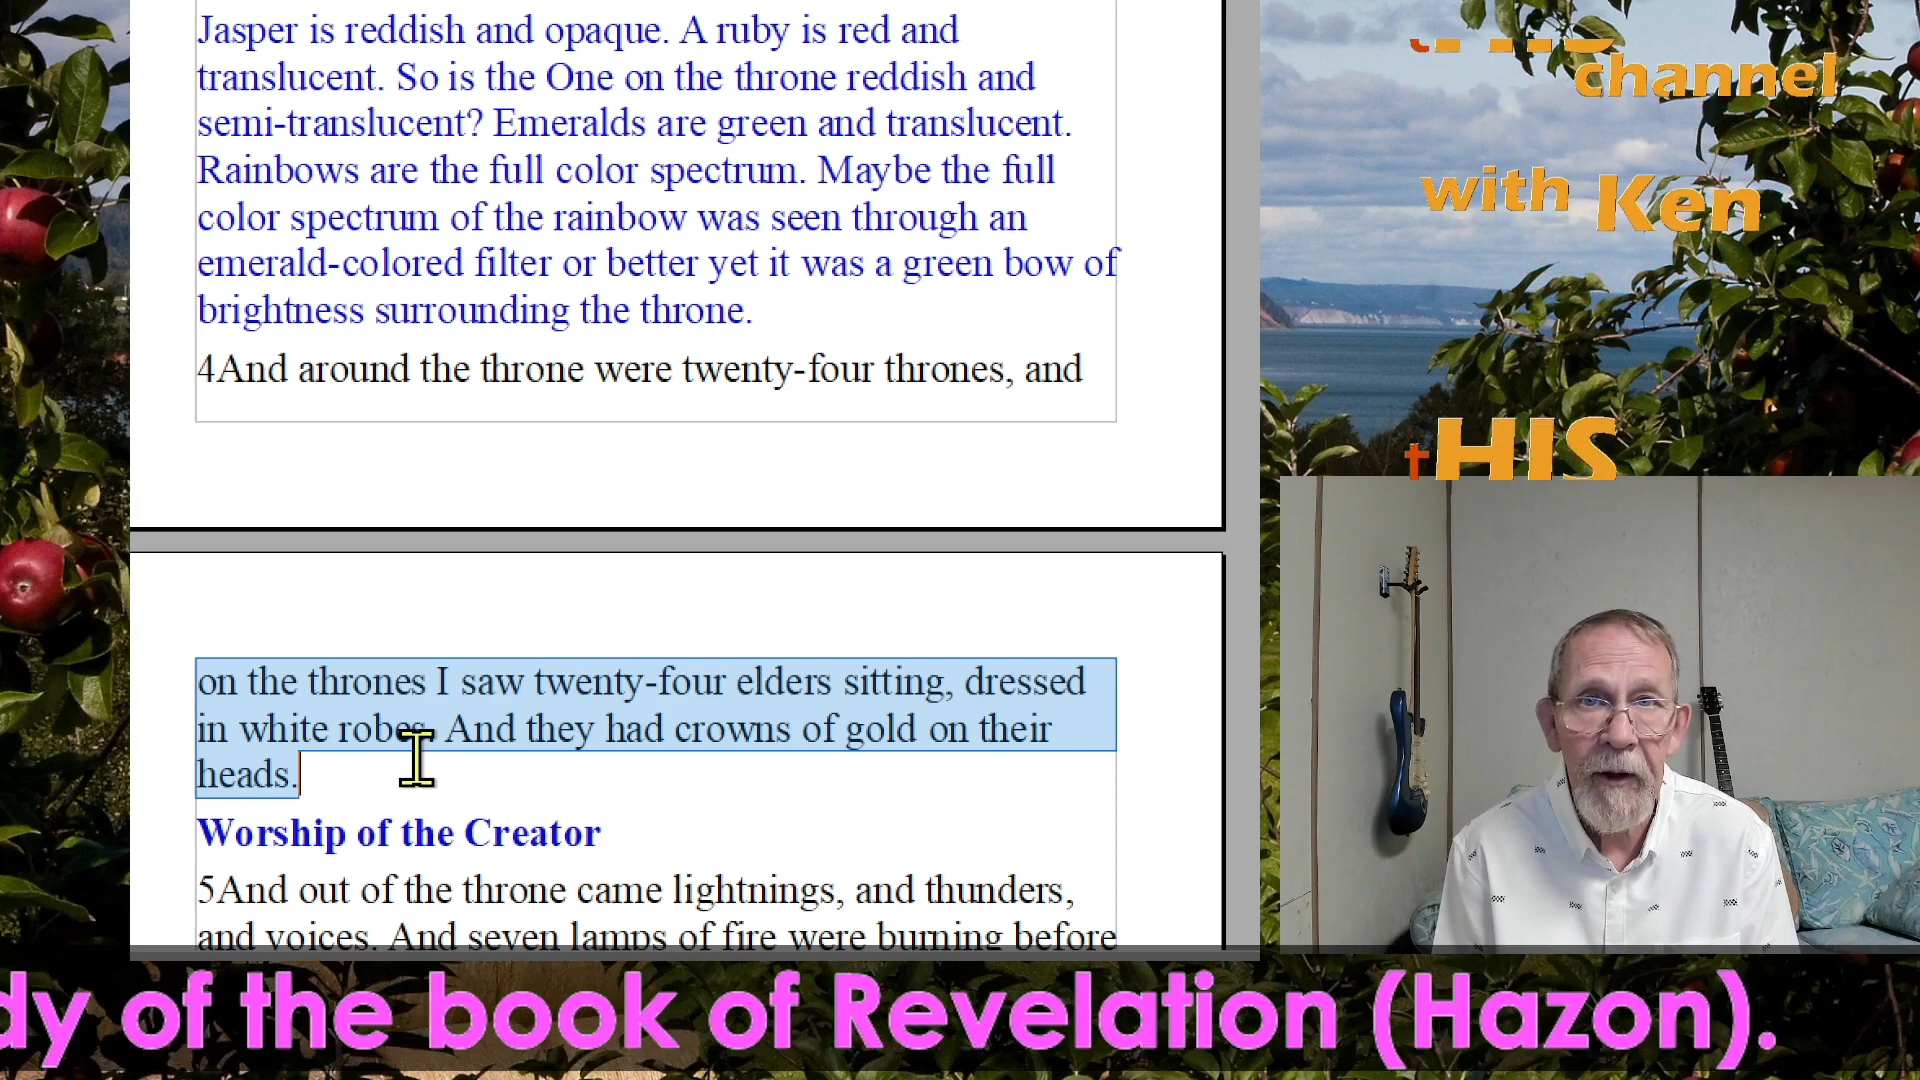 Jasper is reddish and opaque. A ruby is red and
translucent. So is the One on the throne reddish and
semi-translucent? Emeralds are green and translucent.
Rainbows are the full color spectrum. Maybe the full
color spectrum of the rainbow was seen through an
emerald-colored filter or better yet it was a green bow of
brightness surrounding the throne.
4And around the throne were twenty-four thrones, and
on the thrones I saw twenty-four elders sitting, dressed
in white robes. And they had crowns of gold on their
heads.
Worship of the Creator
5And out of the throne came lightnings, and thunders,
and voices. And seven lamps of fire were burning before
channel
with Ken
tHIS
dy of the book of Revelation (Hazon).